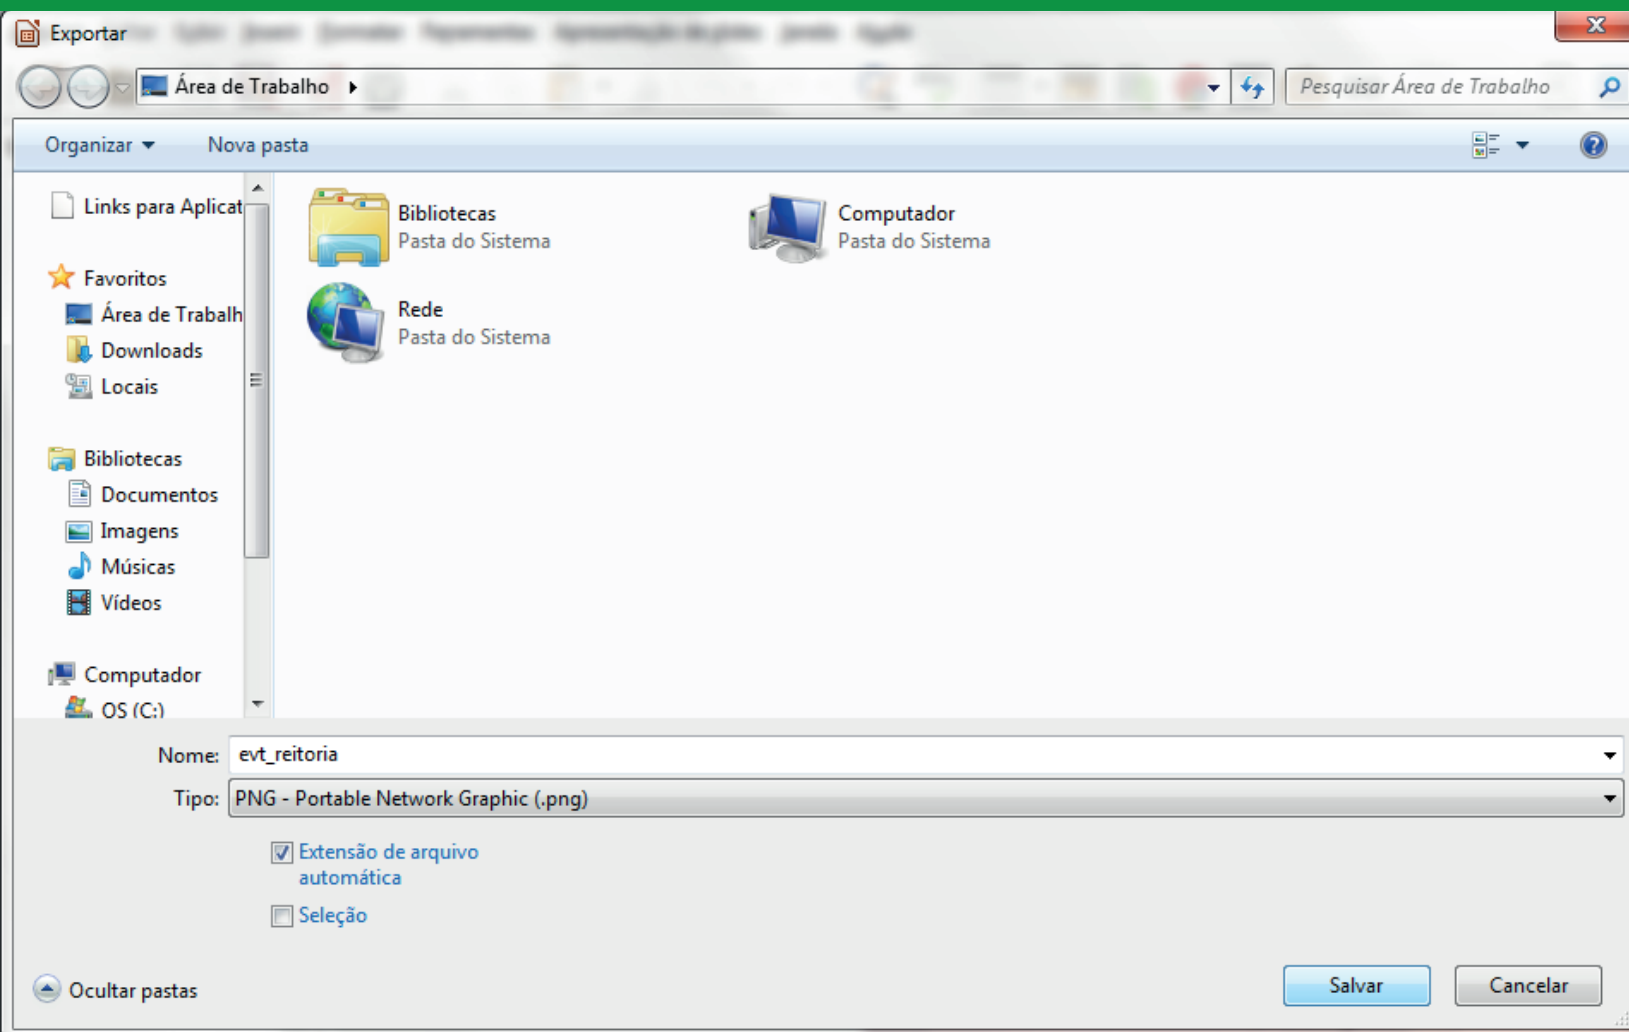 Exportar
Área de Trabalho
Pesquisar Área de Trabalho
Organizar
Nova pasta
Links para Aplicat
Favoritos
Área de Trabalh
Downloads
Locais
Bibliotecas
Documentos
Imagens
Músicas
Vídeos
Computador
OS (C:)
Bibliotecas
Pasta do Sistema
Computador
Pasta do Sistema
Rede
Pasta do Sistema
Nome: evt_reitoria
Tipo: PNG - Portable Network Graphic (.png)
Extensão de arquivo
automática
Seleção
Ocultar pastas
Salvar
Cancelar